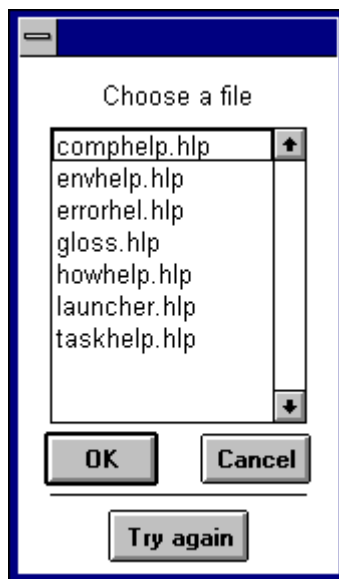 Choose a file
comphelp.hlp
envhelp.hlp
errorhel.hlp
gloss.hlp
howhelp.hlp
launcher.hlp
taskhelp.hlp
OK Cancel
Try again